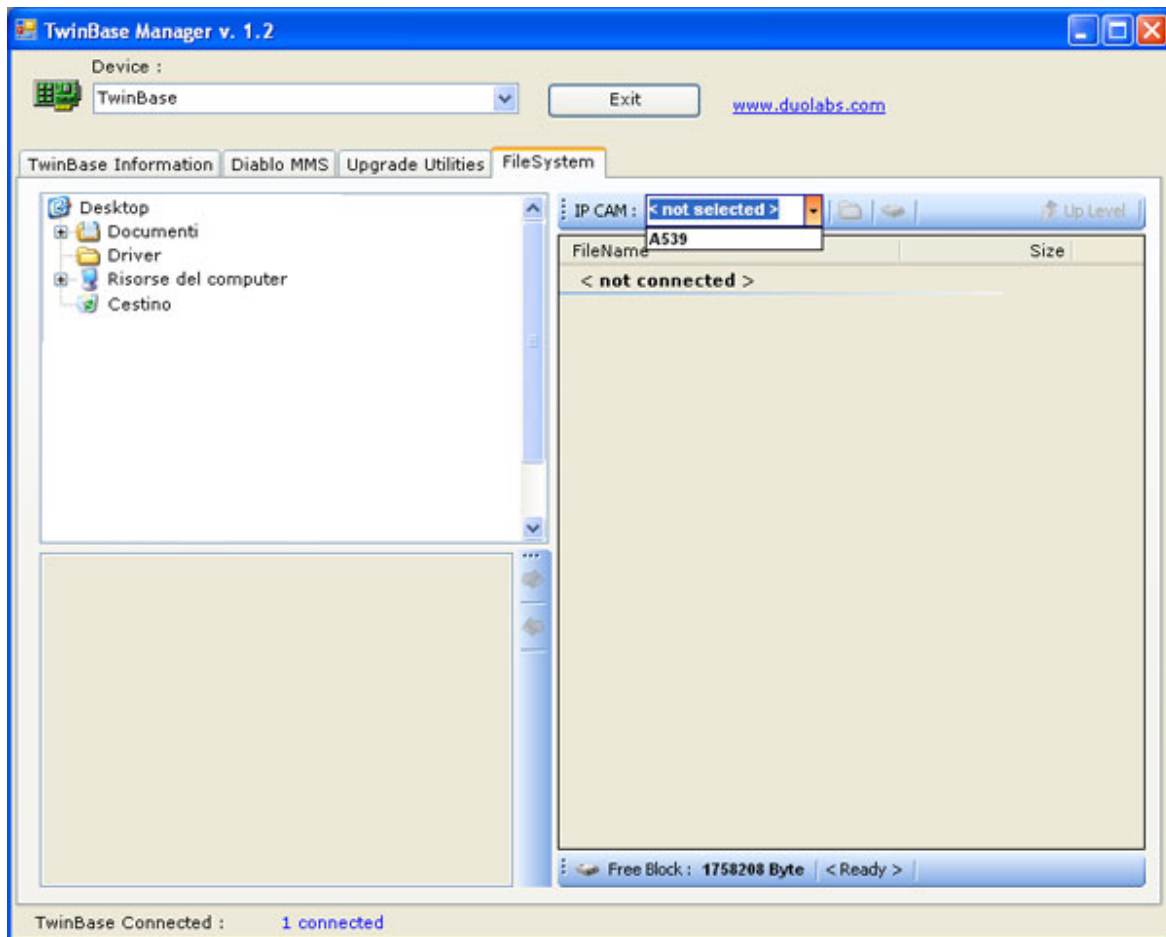 TwinBase Manager v. 1.2
Device :
TwinBase
Exit
www.duolabs.com
TwinBase Information
Diablo MMS
Upgrade Utilities
FileSystem
Desktop
Documenti
Driver
Risorse del computer
Cestino
IP CAM : < not selected >
Up Level
A539
FileName
Size
< not connected >
Free Block : 1758208 Byte
< Ready >
TwinBase Connected : 1 connected